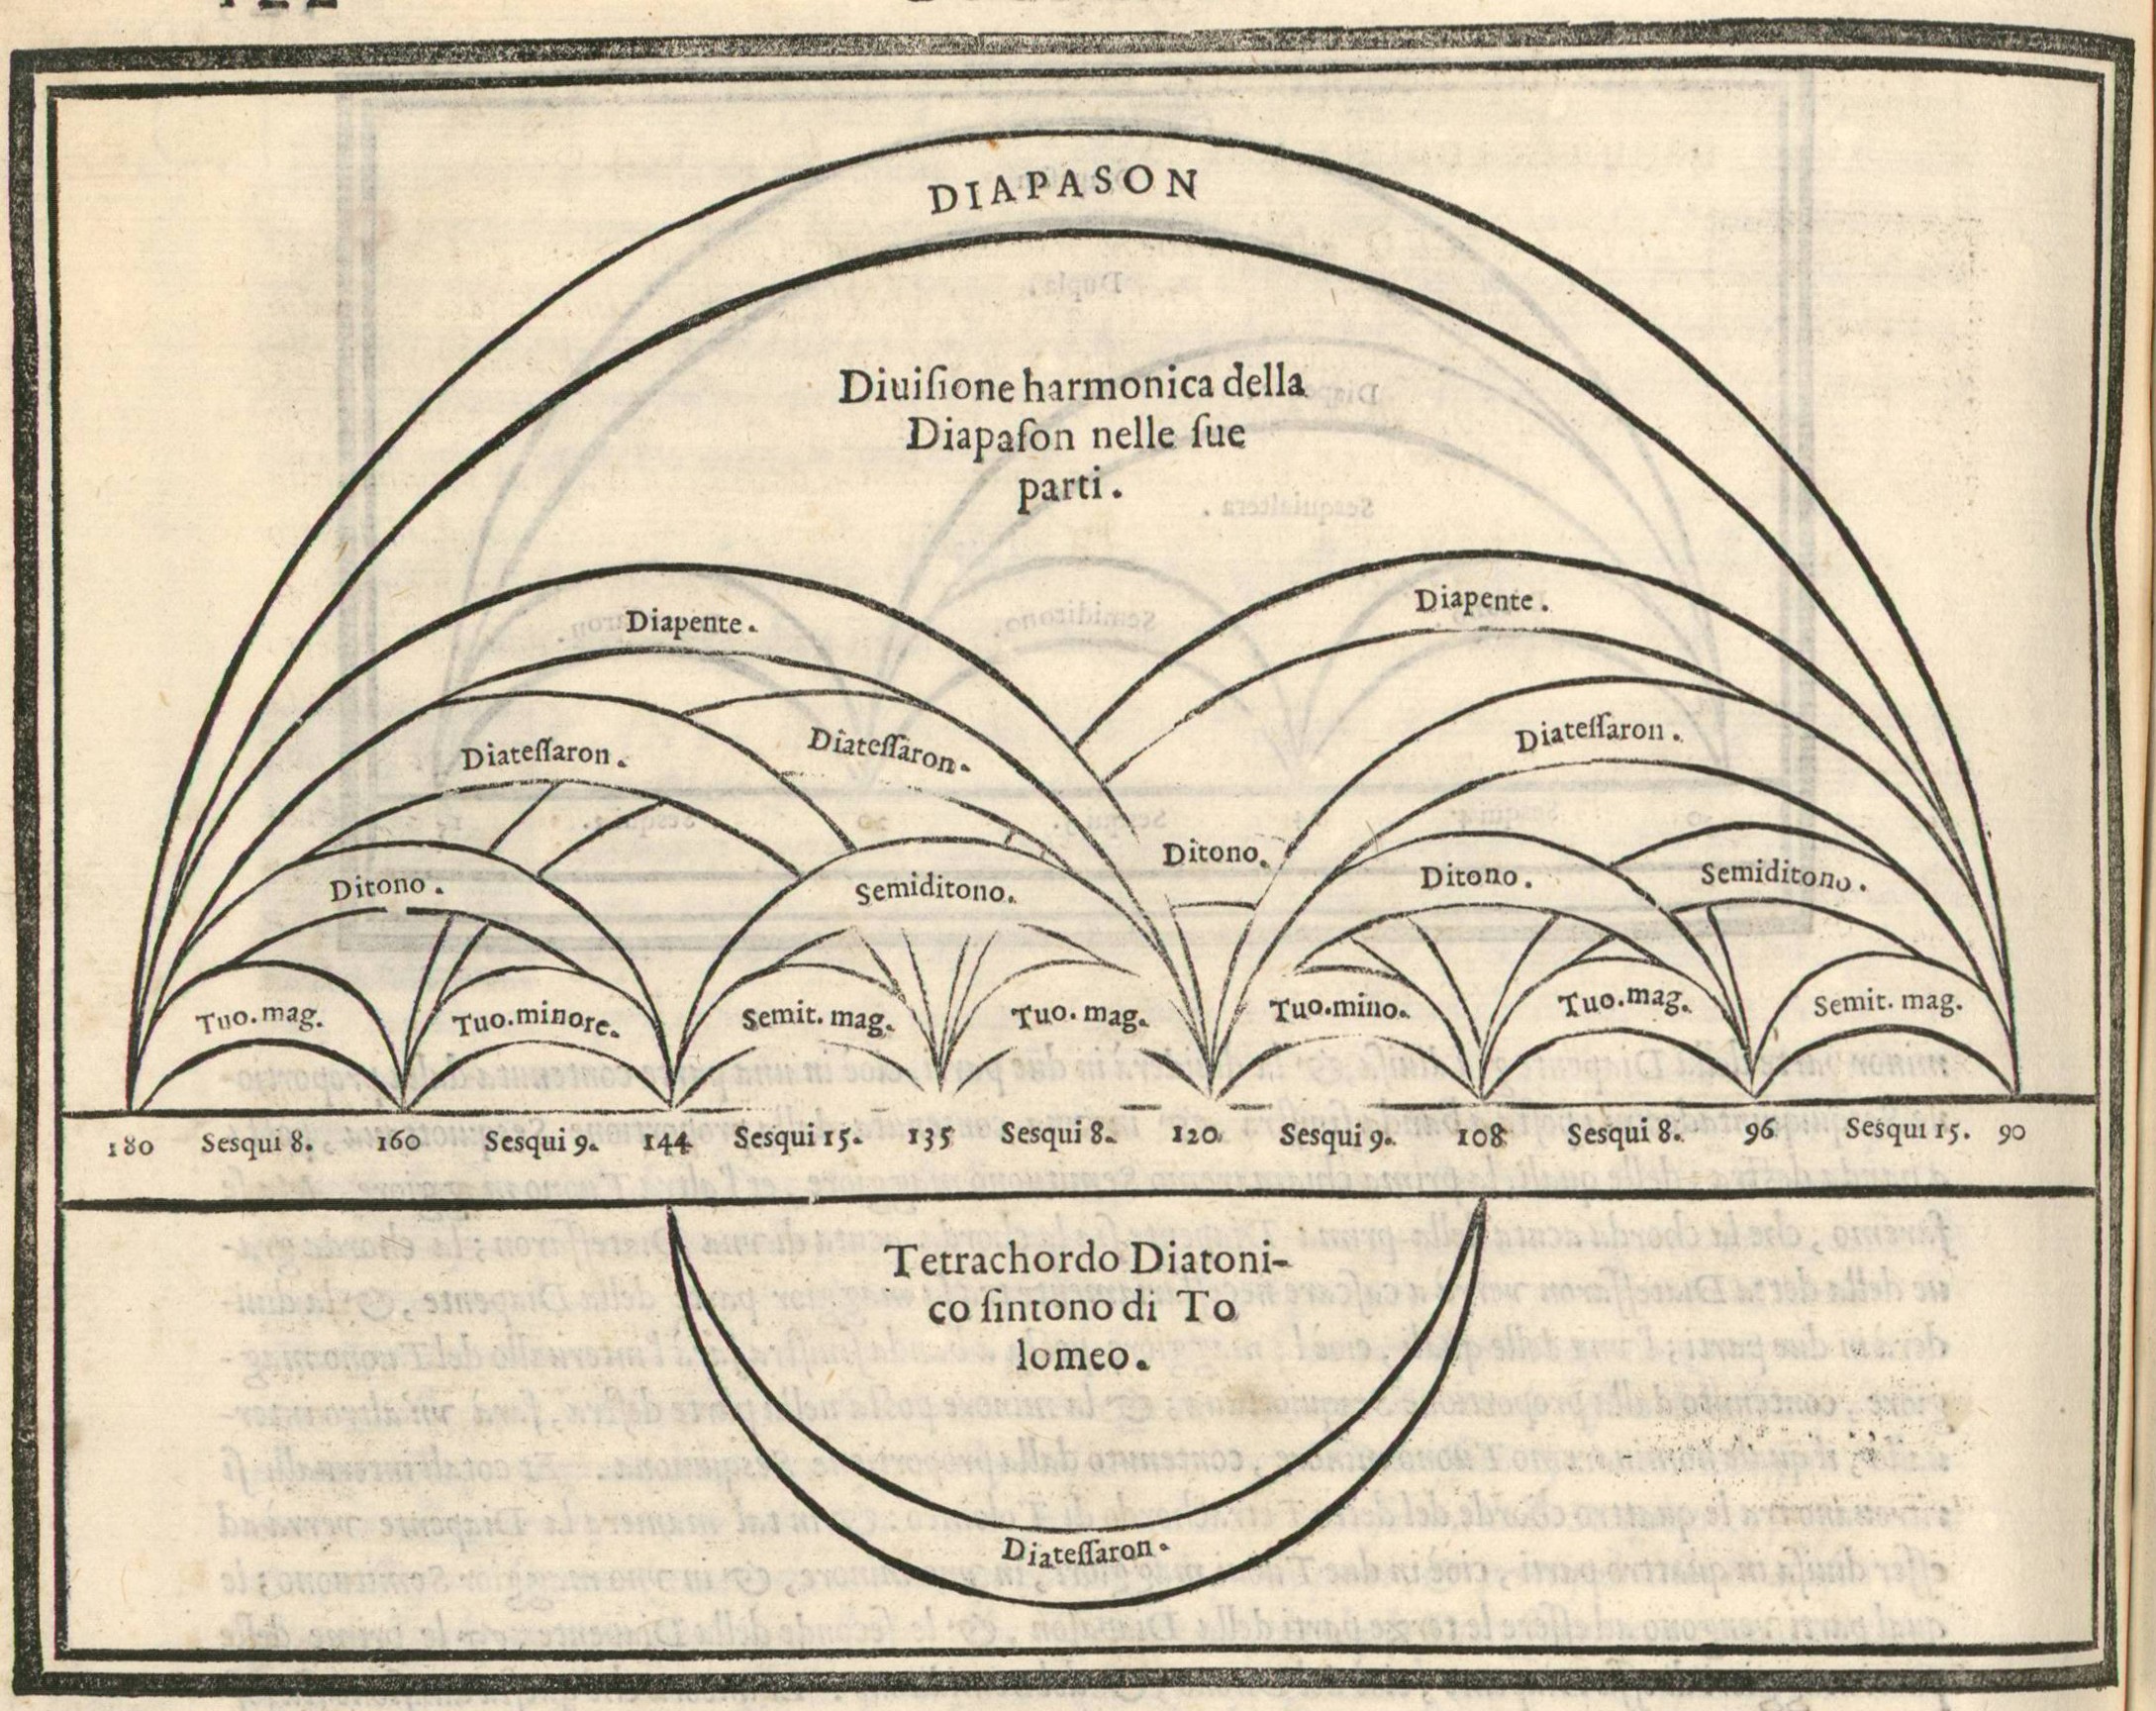 DIAPASON
Diuiſione harmonica della
Diapaſon nelle ſue
parti.
Diapente.
Diapente.
Diateſſaron.
Diateſſaron.
Diateſſaron.
Ditono.
Semiditono.
Ditono.
Ditono.
Semiditono.
Tuo. mag.
Tuo.minore.
Semit. mag.
Tuo. mag.
Tuo.mino.
Tuo.mag.
Semit. mag.
180 Sesqui 8. 160 Sesqui 9. 144 Sesqui 15. 135 Sesqui 8. 120 Sesqui 9. 108 Sesqui 8. 96 Sesqui 15. 90
Tetrachordo Diatoni-
co ſintono di To
lomeo.
Diateſſaron.